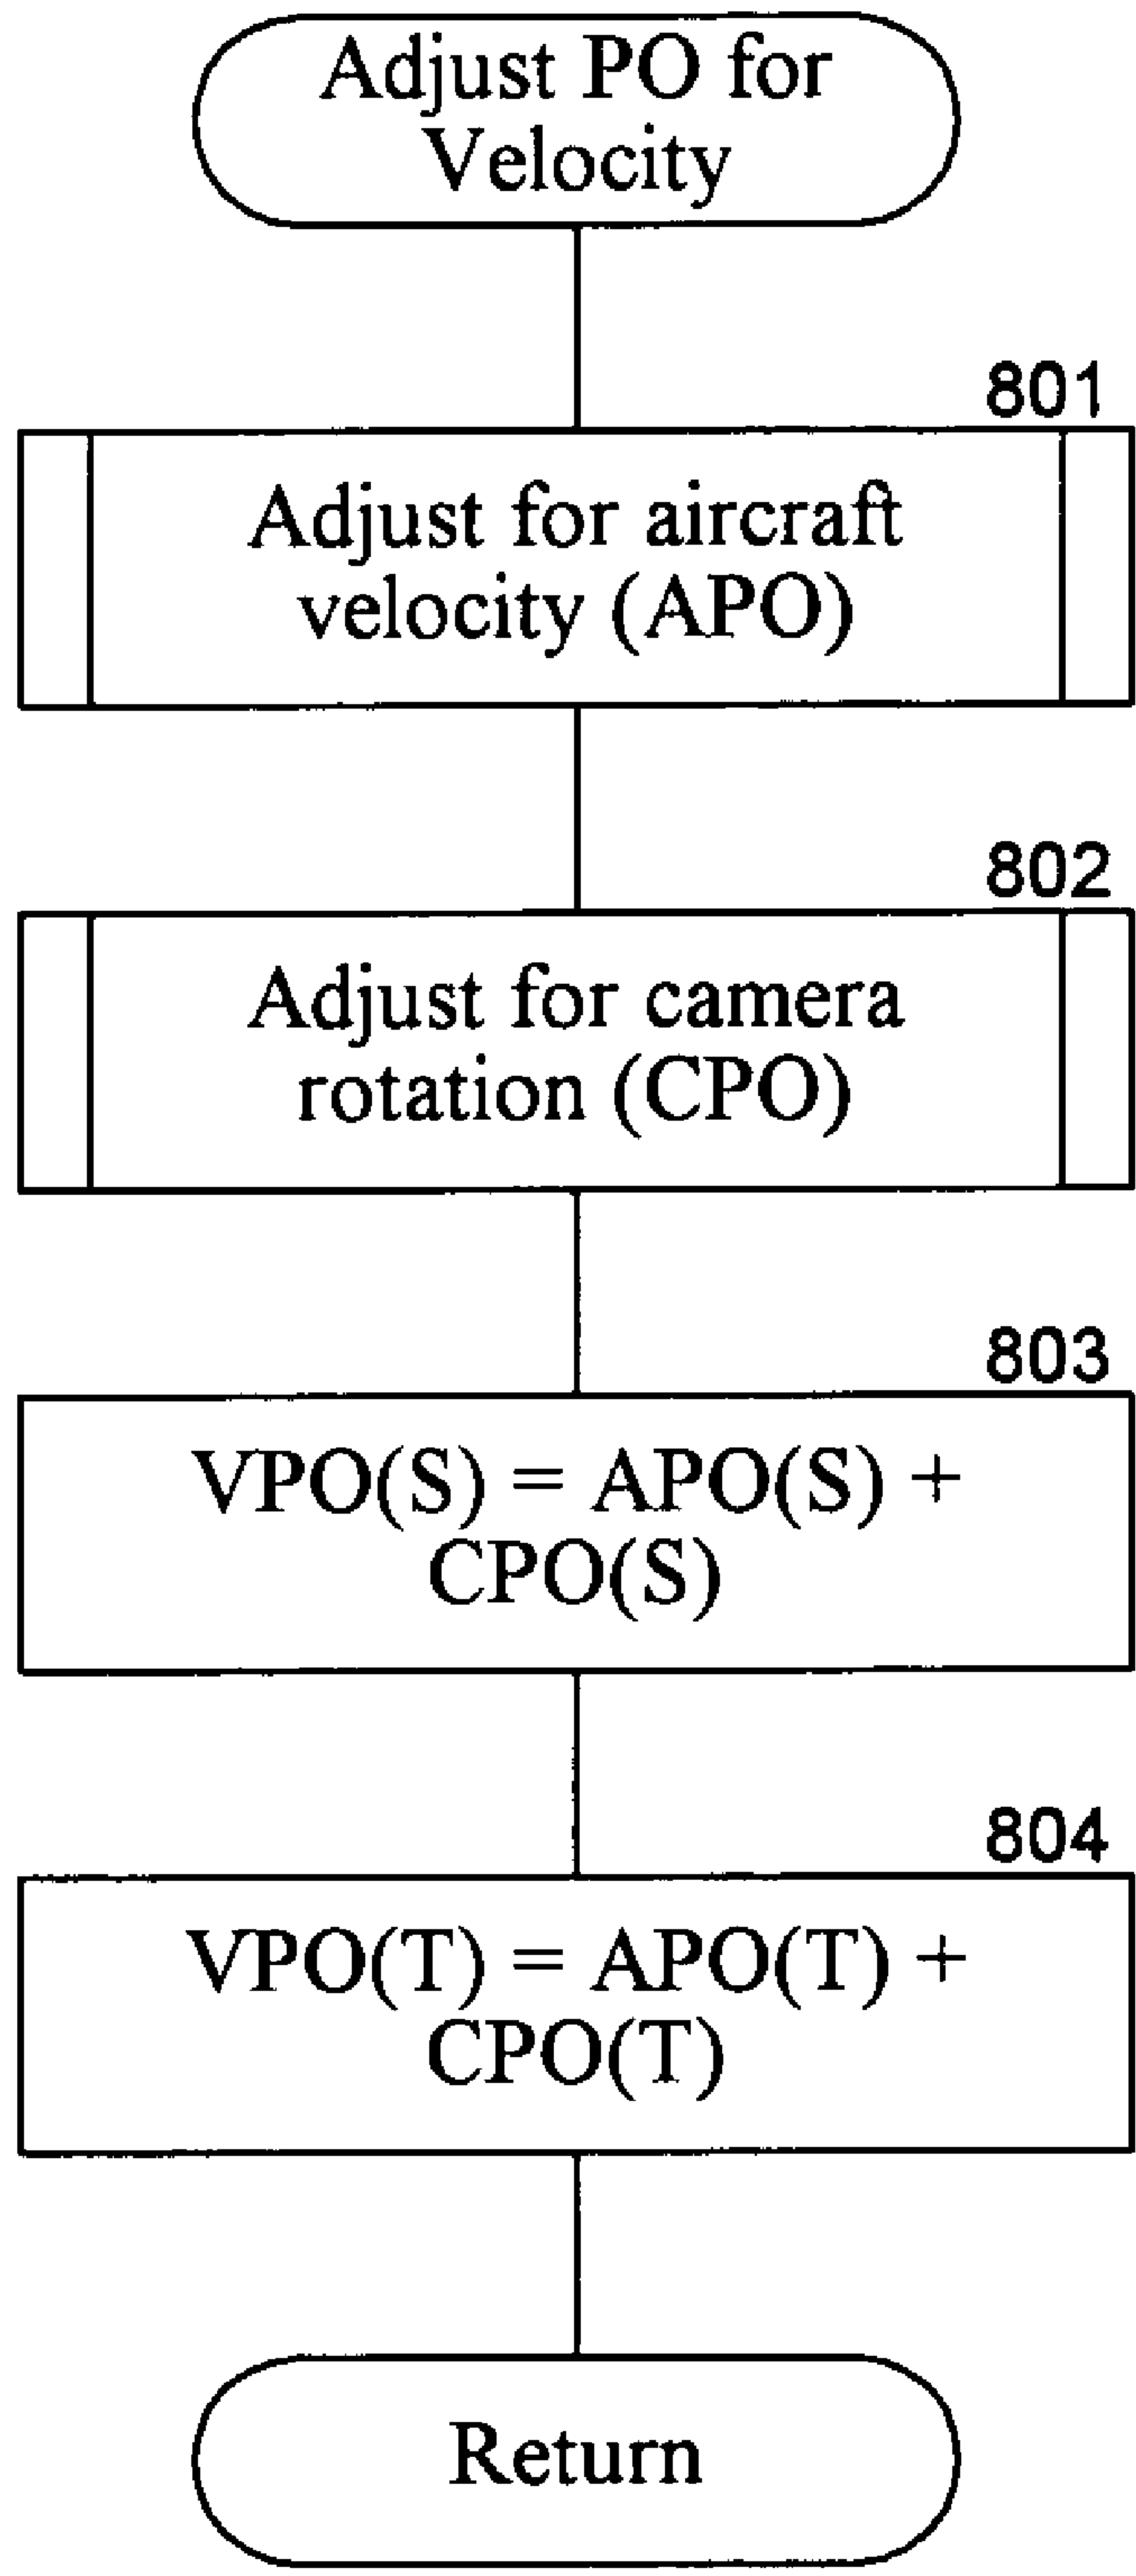 Adjust PO for
Velocity
801
Adjust for aircraft
velocity (APO)
802
Adjust for camera
rotation (CPO)
803
VPO(S) = APO(S) +
CPO(S)
804
VPO(T) = APO(T) +
CPO(T)
Return